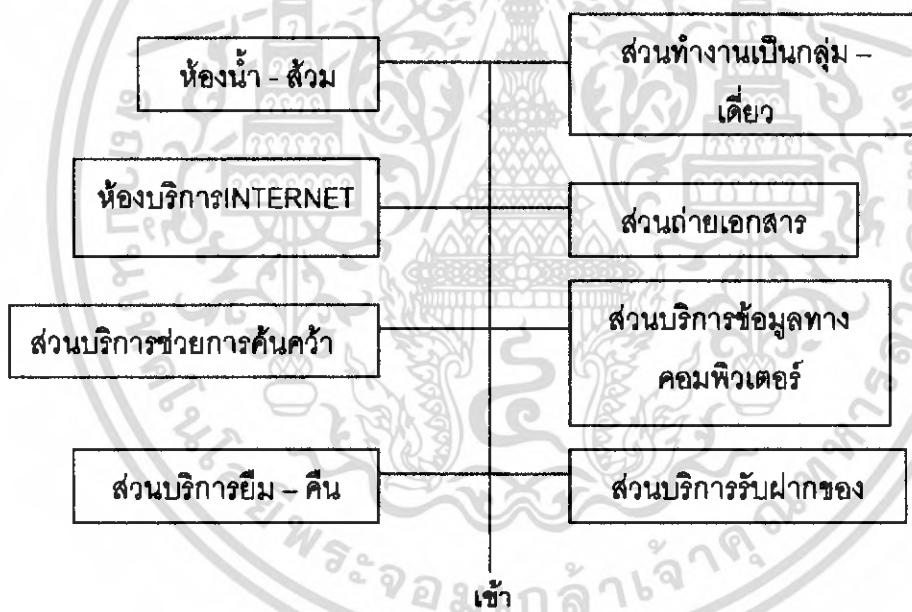 ห้องน้ำ - ส้วม
ส่วนทำงานเป็นกลุ่ม –
เดี่ยว
ห้องบริการINTERNET
ส่วนถ่ายเอกสาร
ส่วนบริการช่วยการค้นคว้า
ส่วนบริการข้อมูลทาง
คอมพิวเตอร์
ส่วนบริการยืม – คืน
ส่วนบริการรับฝากของ
เข้า